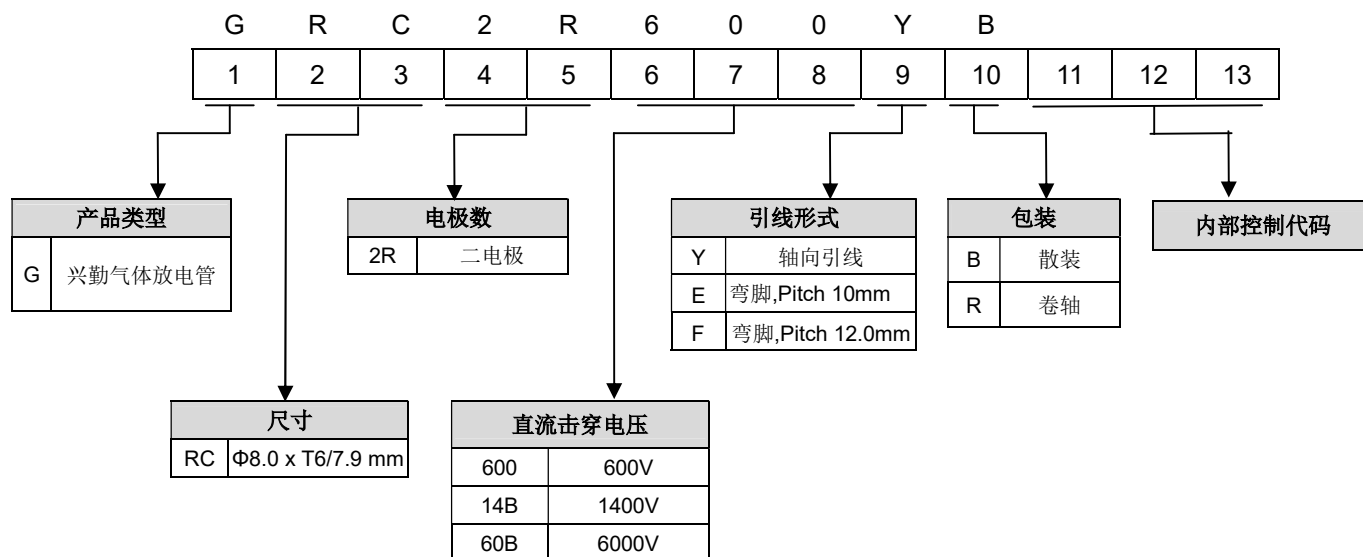 G R C 2 R 6 0 0 Y B
1 2 3 4 5 6 7 8 9 10 11 12 13
产品类型
G 兴勤气体放电管
电极数
2R 二电极
引线形式
Y 轴向引线
E 弯脚,Pitch 10mm
F 弯脚,Pitch 12.0mm
包装
B 散装
R 卷轴
内部控制代码
尺寸
RC Φ8.0 x T6/7.9 mm
直流击穿电压
600 600V
14B 1400V
60B 6000V